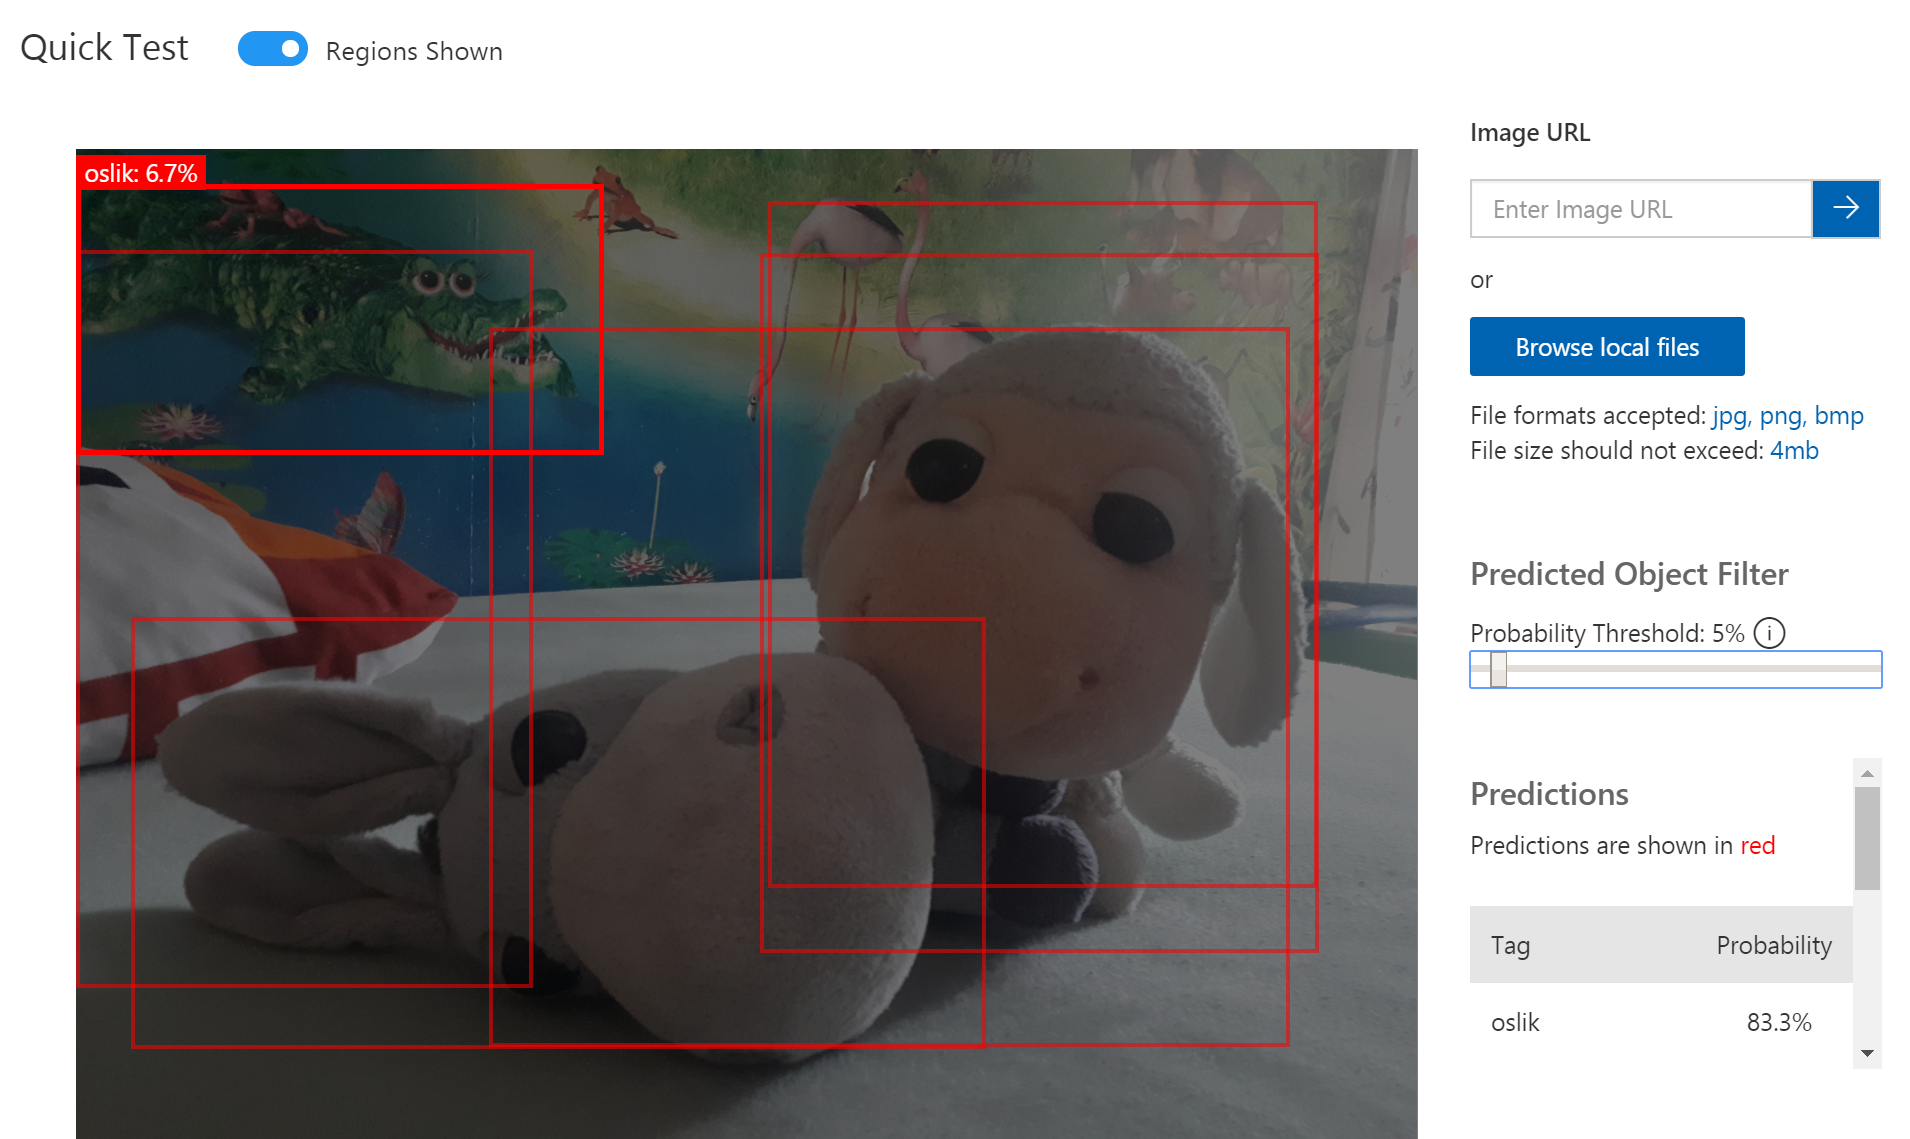 Quick Test
Regions Shown
oslik: 6.7%
Image URL
Enter Image URL
or
Browse local files
File formats accepted: jpg, png, bmp
File size should not exceed: 4mb
Predicted Object Filter
Probability Threshold: 5%
Predictions
Predictions are shown in red
Tag Probability
oslik 83.3%